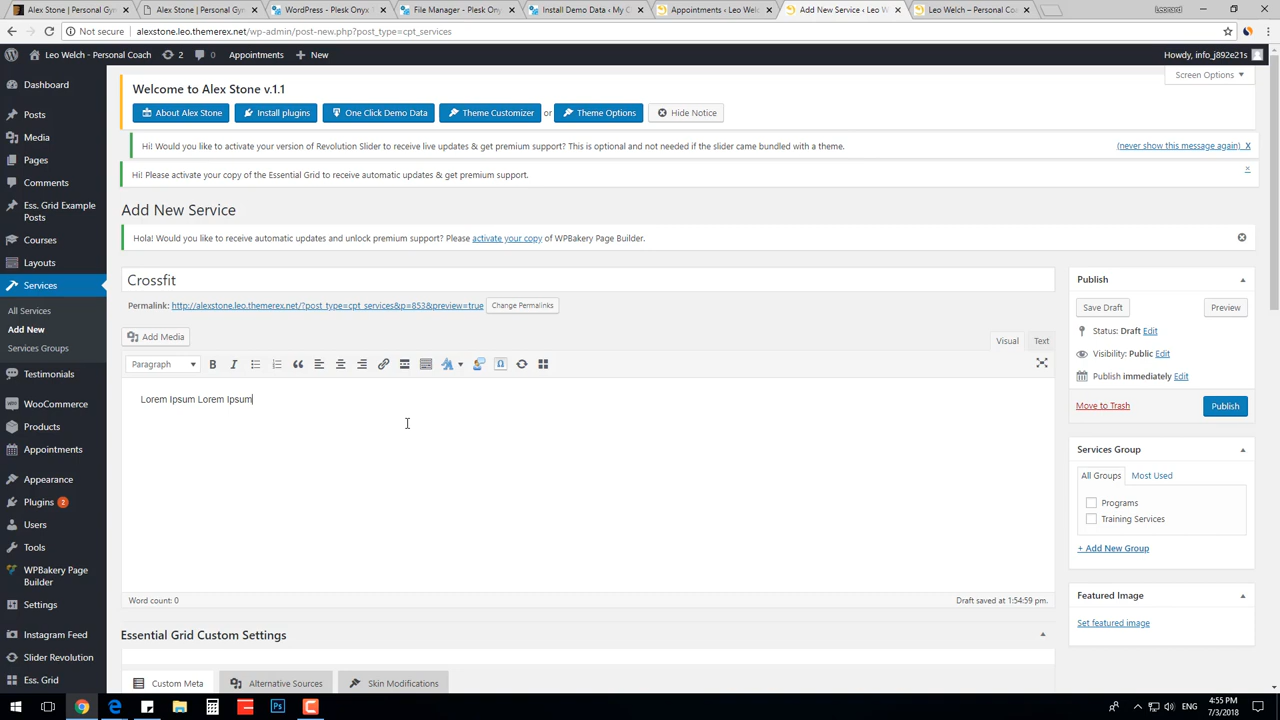 Alex Stone | Personal Gyn
Alex Stone | Personal Gyn
WordPress - Plesk Onyx
File Manager - Plesk Onyx
Install Demo Data ‹ My C
Appointments ‹ Leo Welch
Add New Service ‹ Leo W
Leo Welch – Personal Coa
Leonard
Not secure | alexstone.leo.themerex.net/wp-admin/post-new.php?post_type=cpt_services
Leo Welch - Personal Coach 2 0 Appointments New
Howdy, info_j892e21s
Screen Options
Dashboard
Posts
Media
Pages
Comments
Ess. Grid Example
Posts
Courses
Layouts
Services
All Services
Add New
Services Groups
Testimonials
WooCommerce
Products
Appointments
Appearance
Plugins 2
Users
Tools
WPBakery Page
Builder
Settings
Instagram Feed
Slider Revolution
Ess. Grid
Welcome to Alex Stone v.1.1
About Alex Stone Install plugins One Click Demo Data Theme Customizer or Theme Options Hide Notice
Hi! Would you like to activate your version of Revolution Slider to receive live updates & get premium support? This is optional and not needed if the slider came bundled with a theme.
(never show this message again) X
Hi! Please activate your copy of the Essential Grid to receive automatic updates & get premium support.
Add New Service
Hola! Would you like to receive automatic updates and unlock premium support? Please activate your copy of WPBakery Page Builder.
Crossfit
Permalink: http://alexstone.leo.themerex.net/?post_type=cpt_services&p=853&preview=true Change Permalinks
Add Media
Visual Text
Paragraph
Lorem Ipsum Lorem Ipsum
Word count: 0
Draft saved at 1:54:59 pm.
Essential Grid Custom Settings
Custom Meta Alternative Sources Skin Modifications
Publish
Save Draft Preview
Status: Draft Edit
Visibility: Public Edit
Publish immediately Edit
Move to Trash Publish
Services Group
All Groups Most Used
Programs
Training Services
+ Add New Group
Featured Image
Set featured image
ENG
4:55 PM
7/3/2018